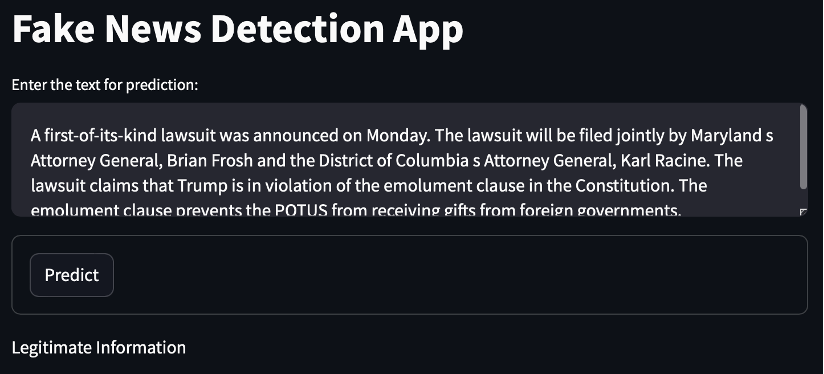 Fake News Detection App
Enter the text for prediction:
A first-of-its-kind lawsuit was announced on Monday. The lawsuit will be filed jointly by Maryland s
Attorney General, Brian Frosh and the District of Columbia s Attorney General, Karl Racine. The
lawsuit claims that Trump is in violation of the emolument clause in the Constitution. The
emolument clause prevents the POTUS from receiving gifts from foreign governments.
Predict
Legitimate Information